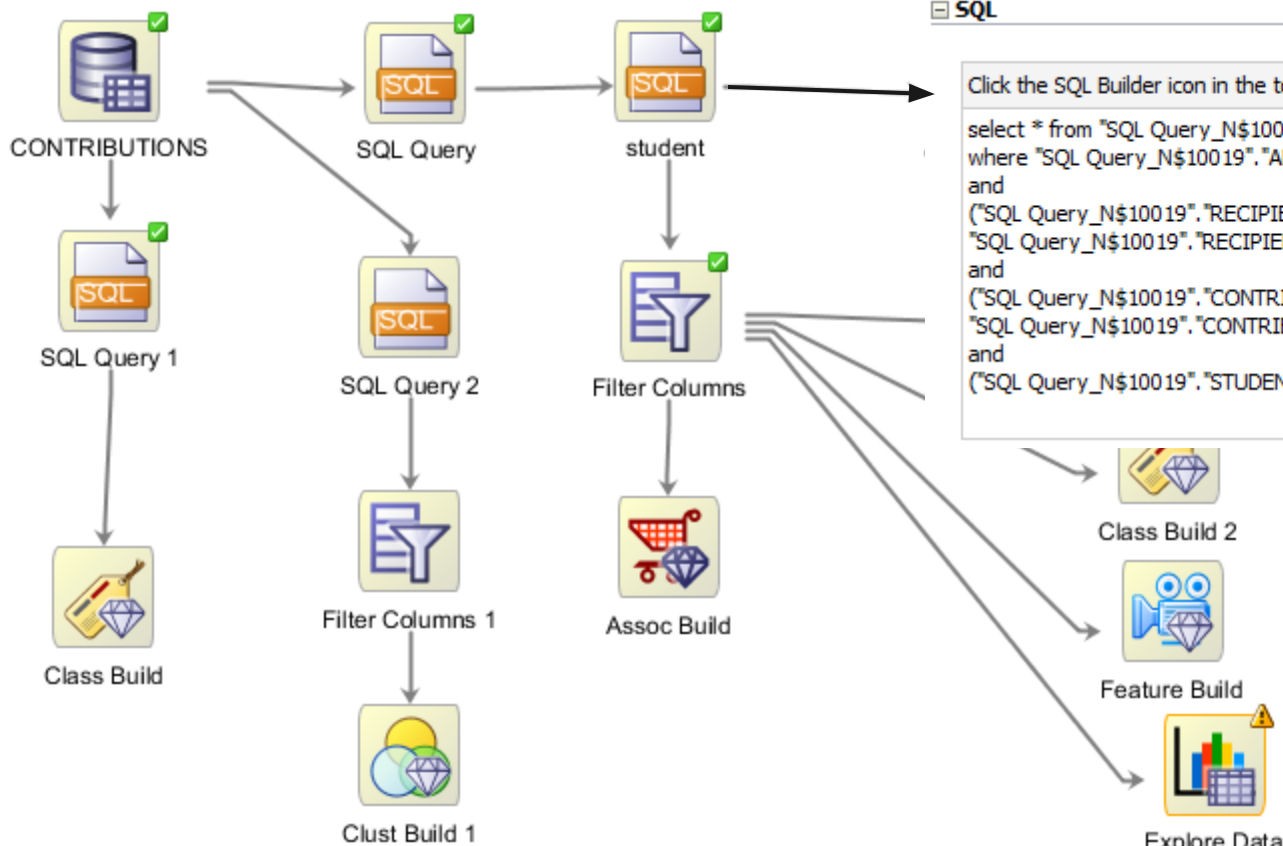 SQL
Click the SQL Builder icon in the
select * from "SQL Query_N$100
where "SQL Query_N$10019"."A
and
("SQL Query_N$10019"."RECIPIE
"SQL Query_N$10019"."RECIPIE
and
("SQL Query_N$10019"."CONTRI
"SQL Query_N$10019"."CONTRI
and
("SQL Query_N$10019"."STUDEN
SQL
SQL
CONTRIBUTIONS
SQL Query
student
SQL
SQL
SQL Query 1
SQL Query 2
Filter Columns
Class Build 2
Filter Columns 1
Assoc Build
Class Build
Feature Build
Clust Build 1
Explore Data